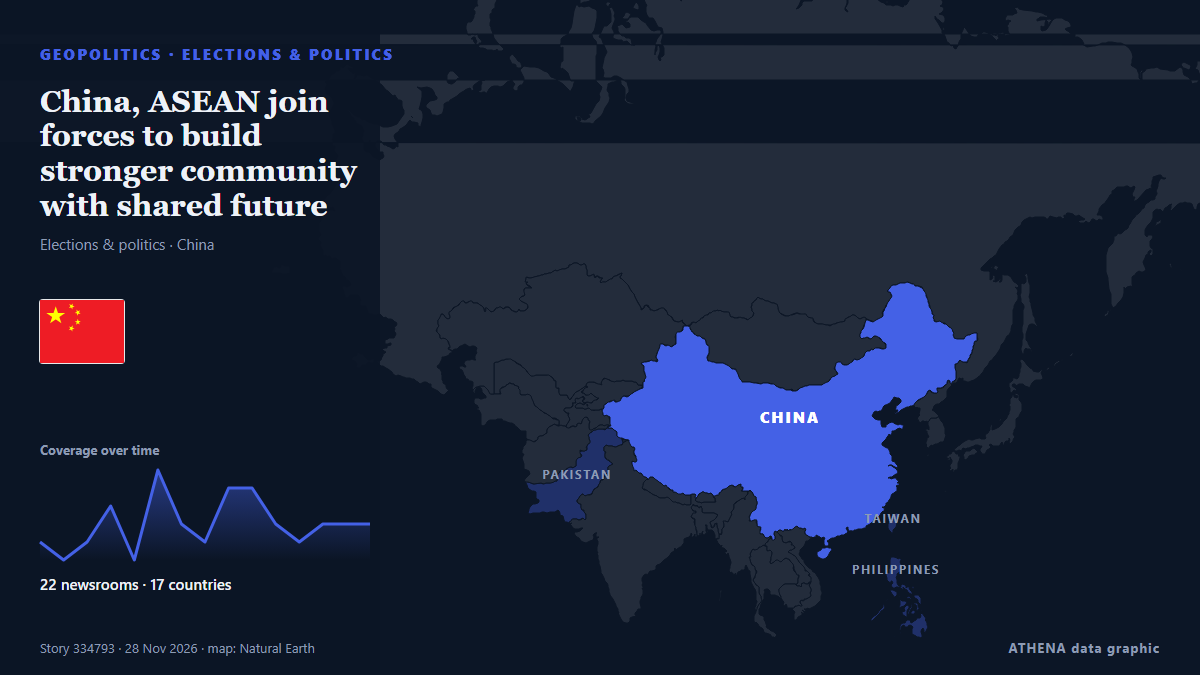 GEOPOLITICS · ELECTIONS & POLITICS
China, ASEAN join
forces to build
stronger community
with shared future
Elections & politics · China
Coverage over time
22 newsrooms · 17 countries
Story 334793 · 28 Nov 2026 · map: Natural Earth
CHINA
PAKISTAN
TAIWAN
PHILIPPINES
ATHENA data graphic